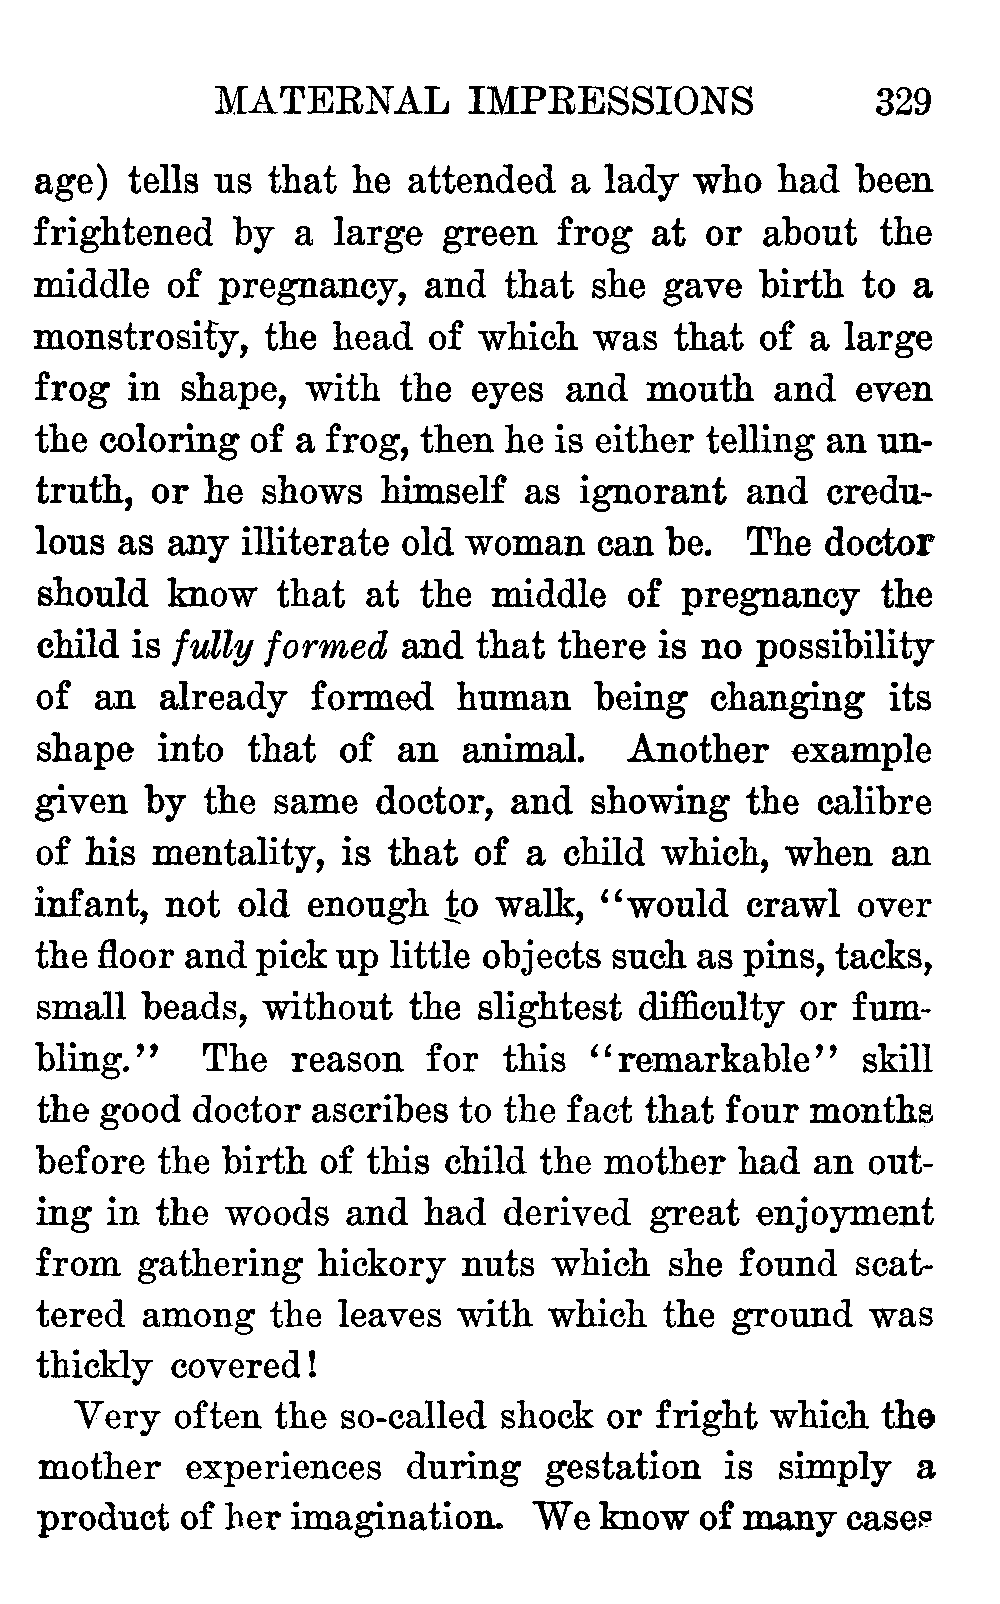 MATERNAL IMPRESSIONS 329
age) tells us that he attended a lady who had been
frightened by a large green frog at or about the
middle of pregnancy, and that she gave birth to a
monstrosity, the head of which was that of a large
frog in shape, with the eyes and mouth and even
the coloring of a frog, then he is either telling an un-
truth, or he shows himself as ignorant and credu-
lous as any illiterate old woman can be. The doctor
should know that at the middle of pregnancy the
child is fully formed and that there is no possibility
of an already formed human being changing its
shape into that of an animal. Another example
given by the same doctor, and showing the calibre
of his mentality, is that of a child which, when an
infant, not old enough to walk, “would crawl over
the floor and pick up little objects such as pins, tacks,
small beads, without the slightest difficulty or fum-
bling.” The reason for this “remarkable” skill
the good doctor ascribes to the fact that four months
before the birth of this child the mother had an out-
ing in the woods and had derived great enjoyment
from gathering hickory nuts which she found scat-
tered among the leaves with which the ground was
thickly covered!
Very often the so-called shock or fright which the
mother experiences during gestation is simply a
product of her imagination. We know of many cases